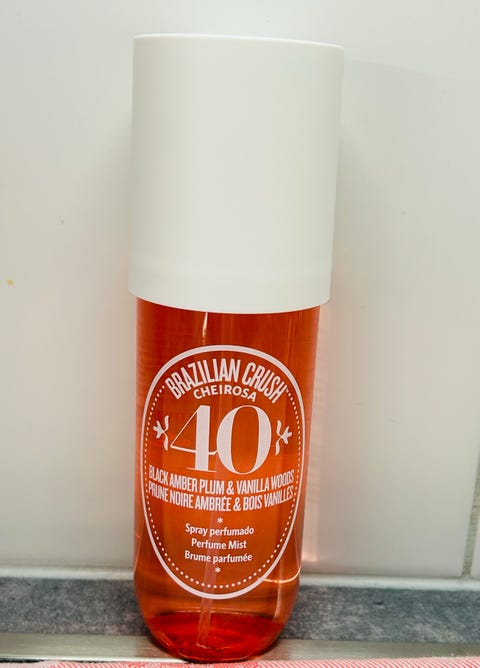 BRAZILIAN CRUSH
CHEIROSA
40
BLACK AMBER PLUM & VANILLA WOODS
PRUNE NOIRE AMBRÉE & BOIS VANILLÉS
*
Spray perfumado
Perfume Mist
Brume parfumée
*